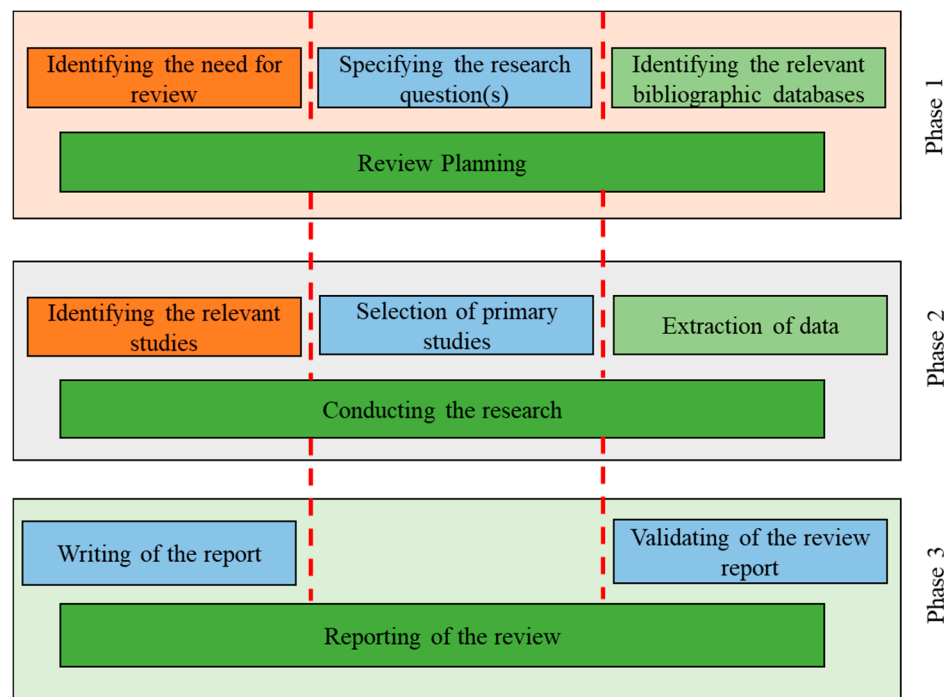 Identifying the need for
review
Specifying the research
question(s)
Identifying the relevant
bibliographic databases
Review Planning
Phase 1
Identifying the relevant
studies
Selection of primary
studies
Extraction of data
Conducting the research
Phase 2
Writing of the report
Validating of the review
report
Reporting of the review
Phase 3